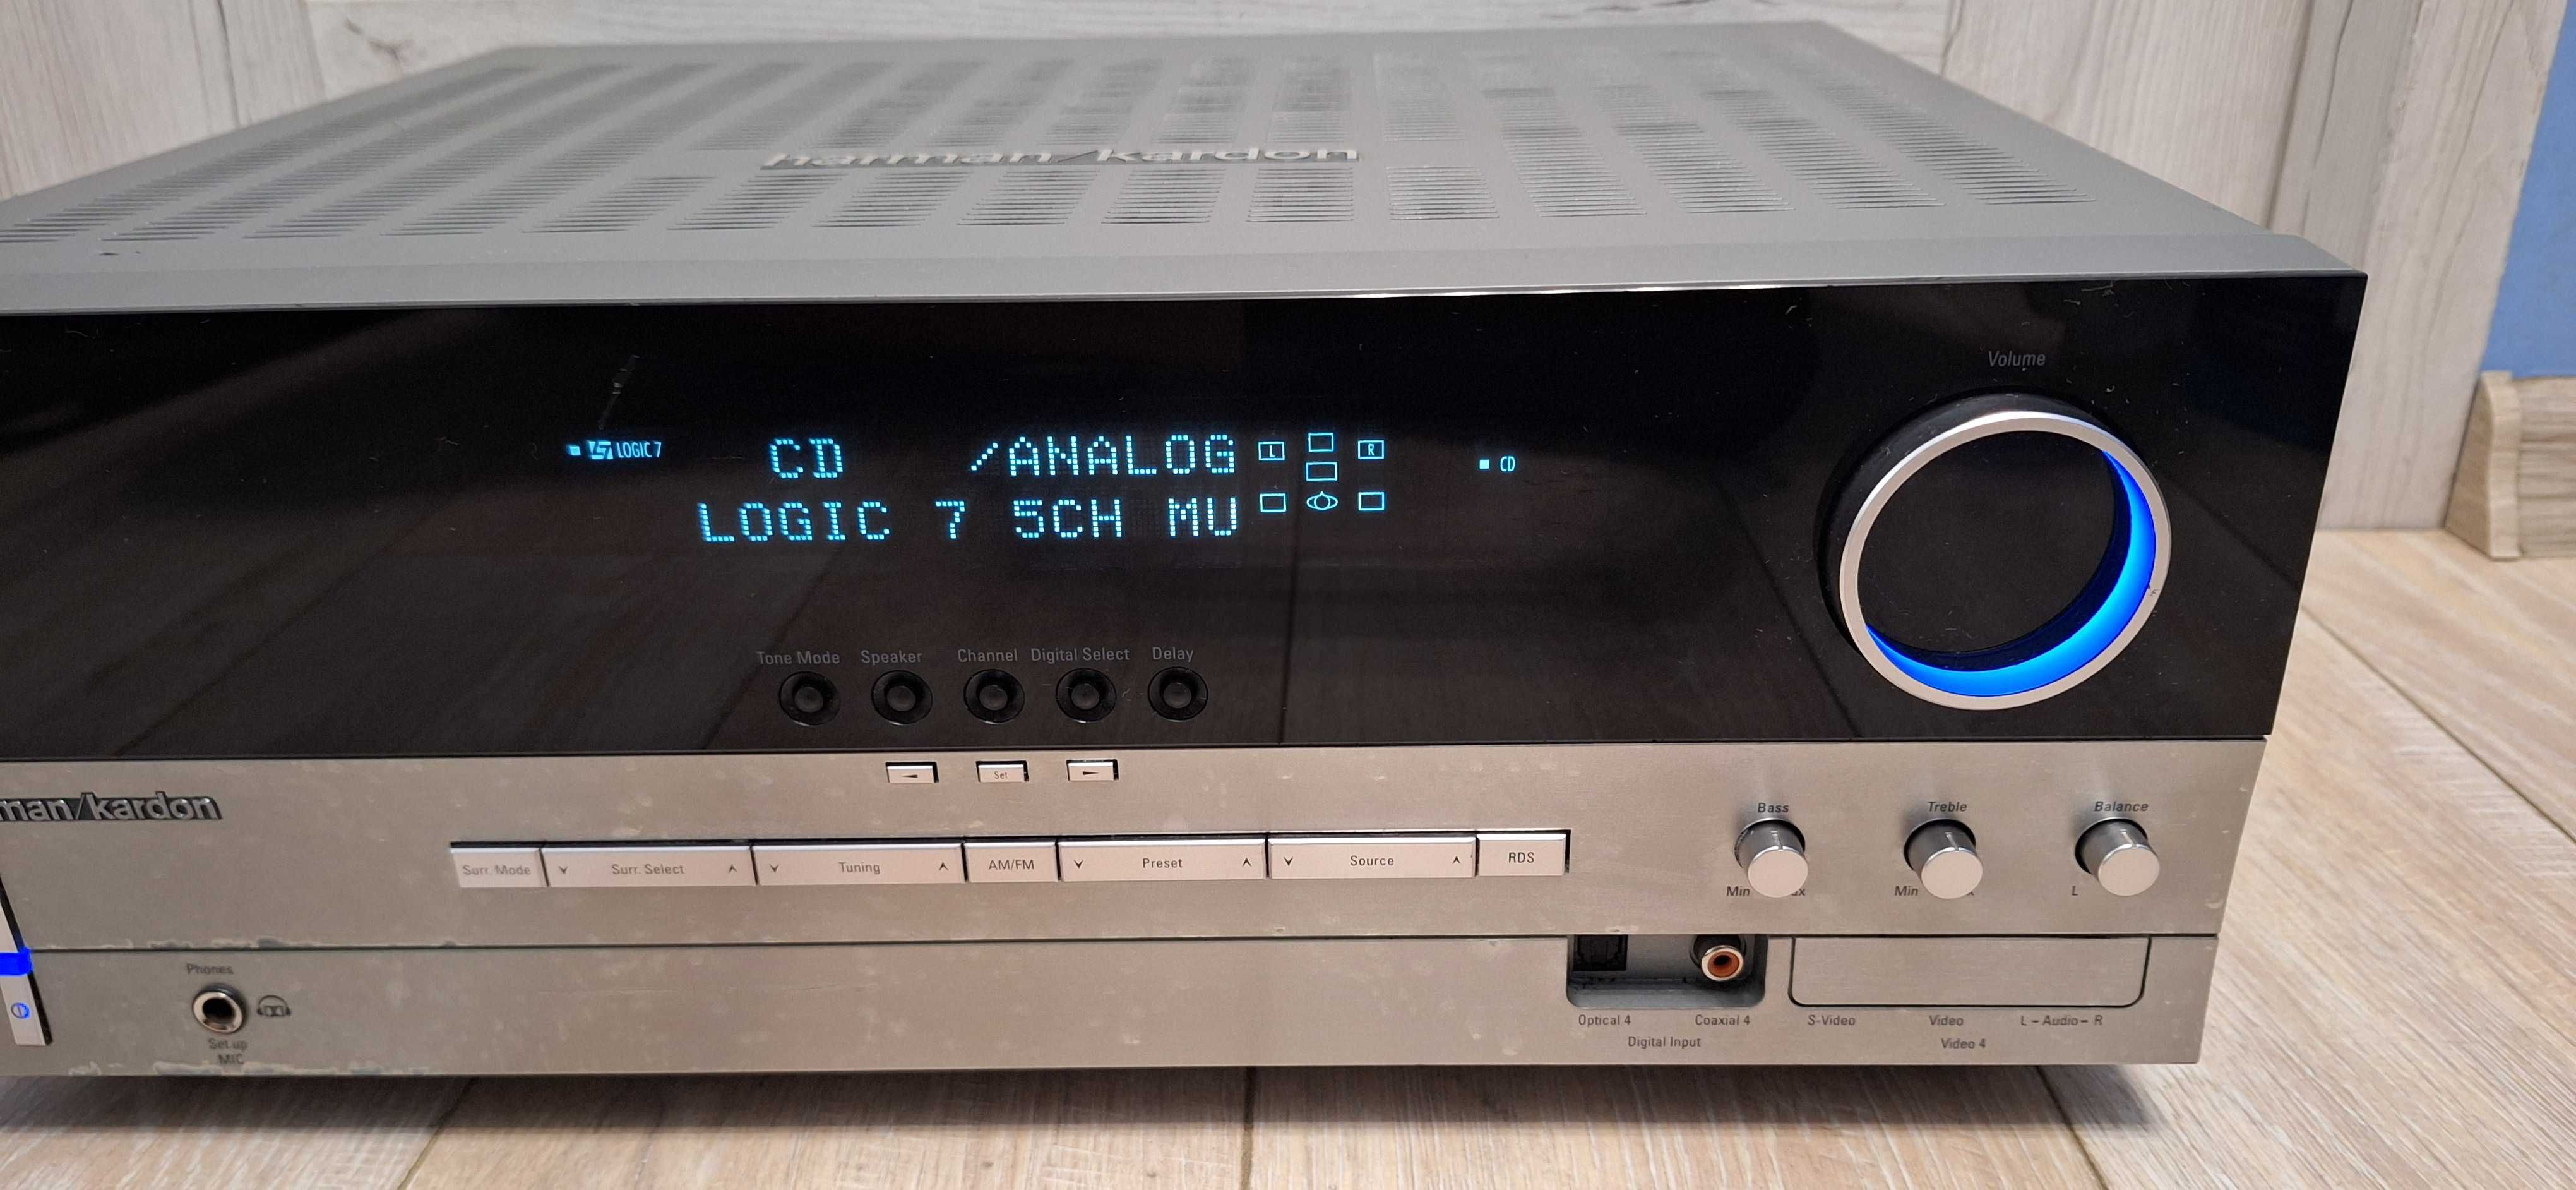 harman/kardon
Volume
LOGIC 7
CD /ANALOG
L R
CD
LOGIC 7 5CH MU
Tone Mode Speaker Channel Digital Select Delay
Set
man/kardon
Bass Treble Balance
Surr. Mode Surr. Select Tuning AM/FM Preset Source RDS
Min Min L
Phones
Set up
MIC
Optical 4 Coaxial 4 S-Video Video L – Audio – R
Digital Input Video 4